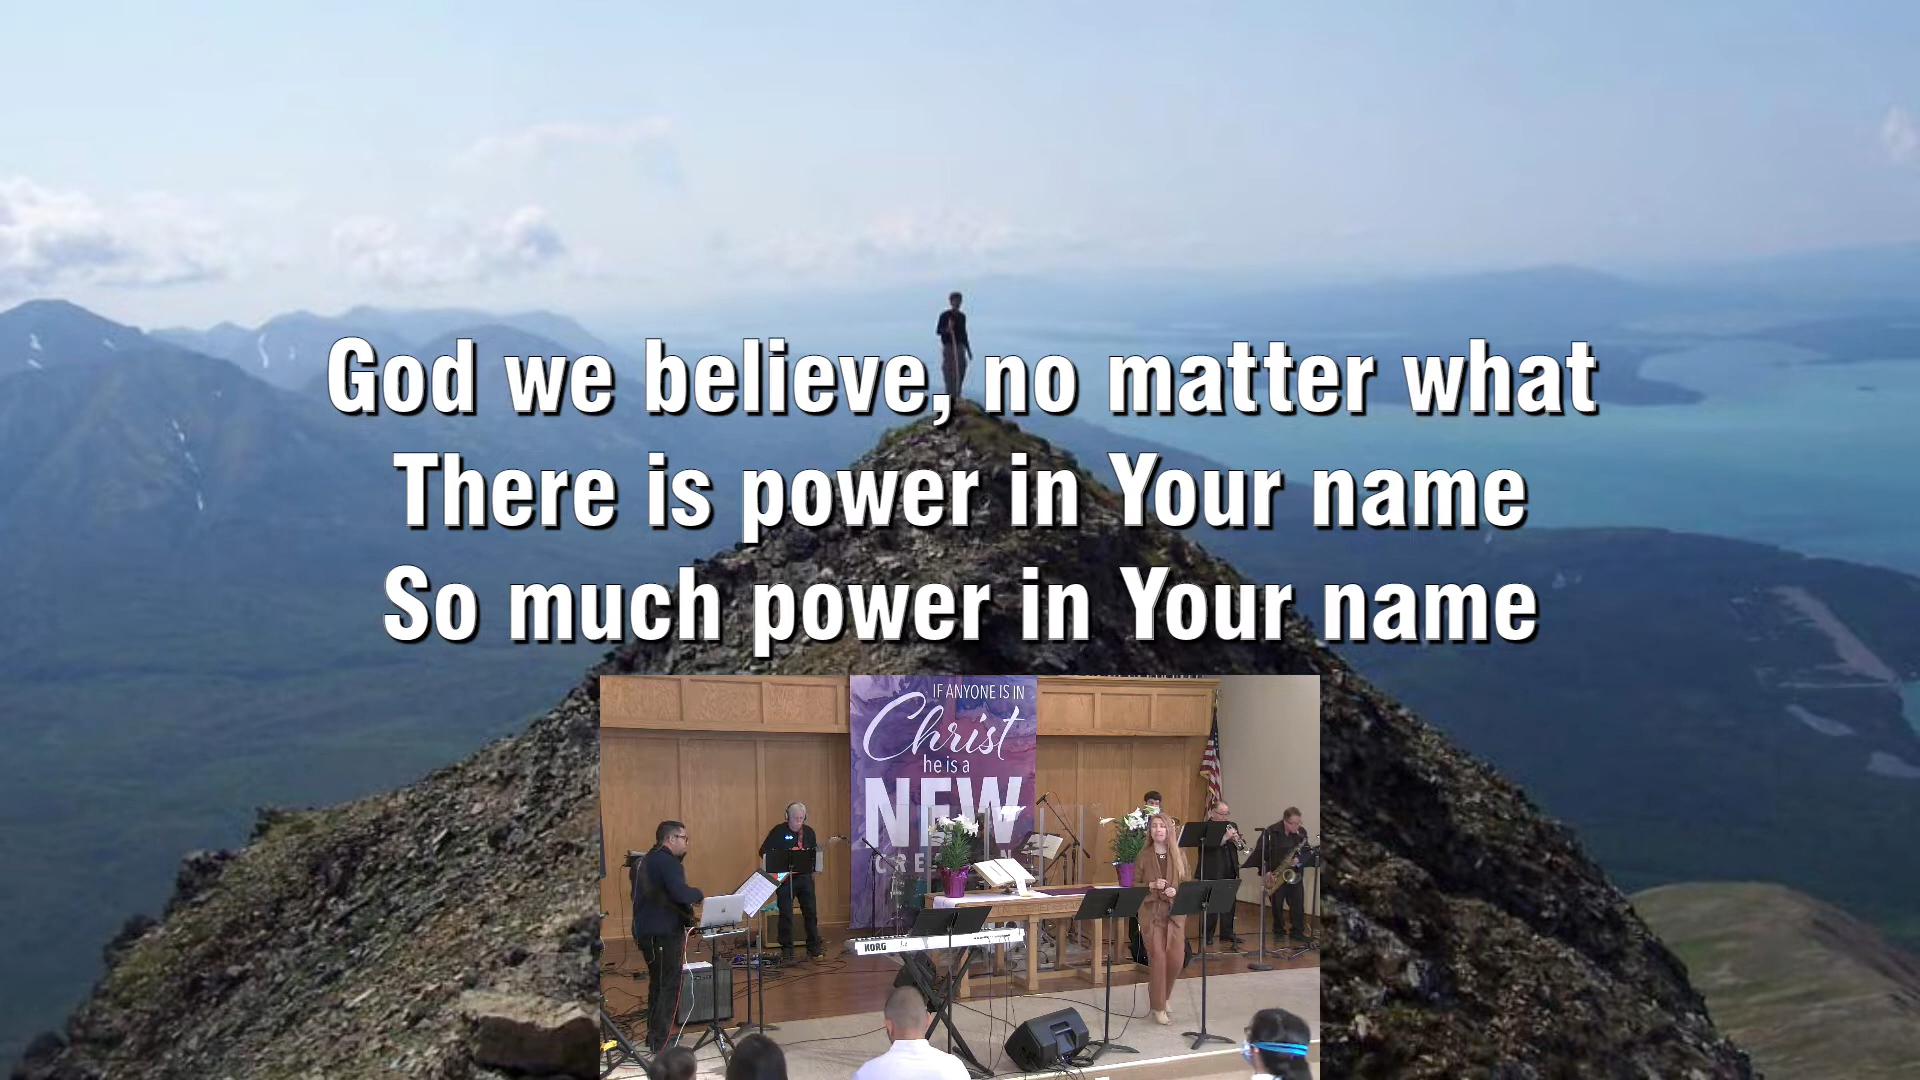 God we believe, no matter what
There is power in Your name
So much power in Your name
IF ANYONE IS IN
Christ
he is a
NEW
KORG